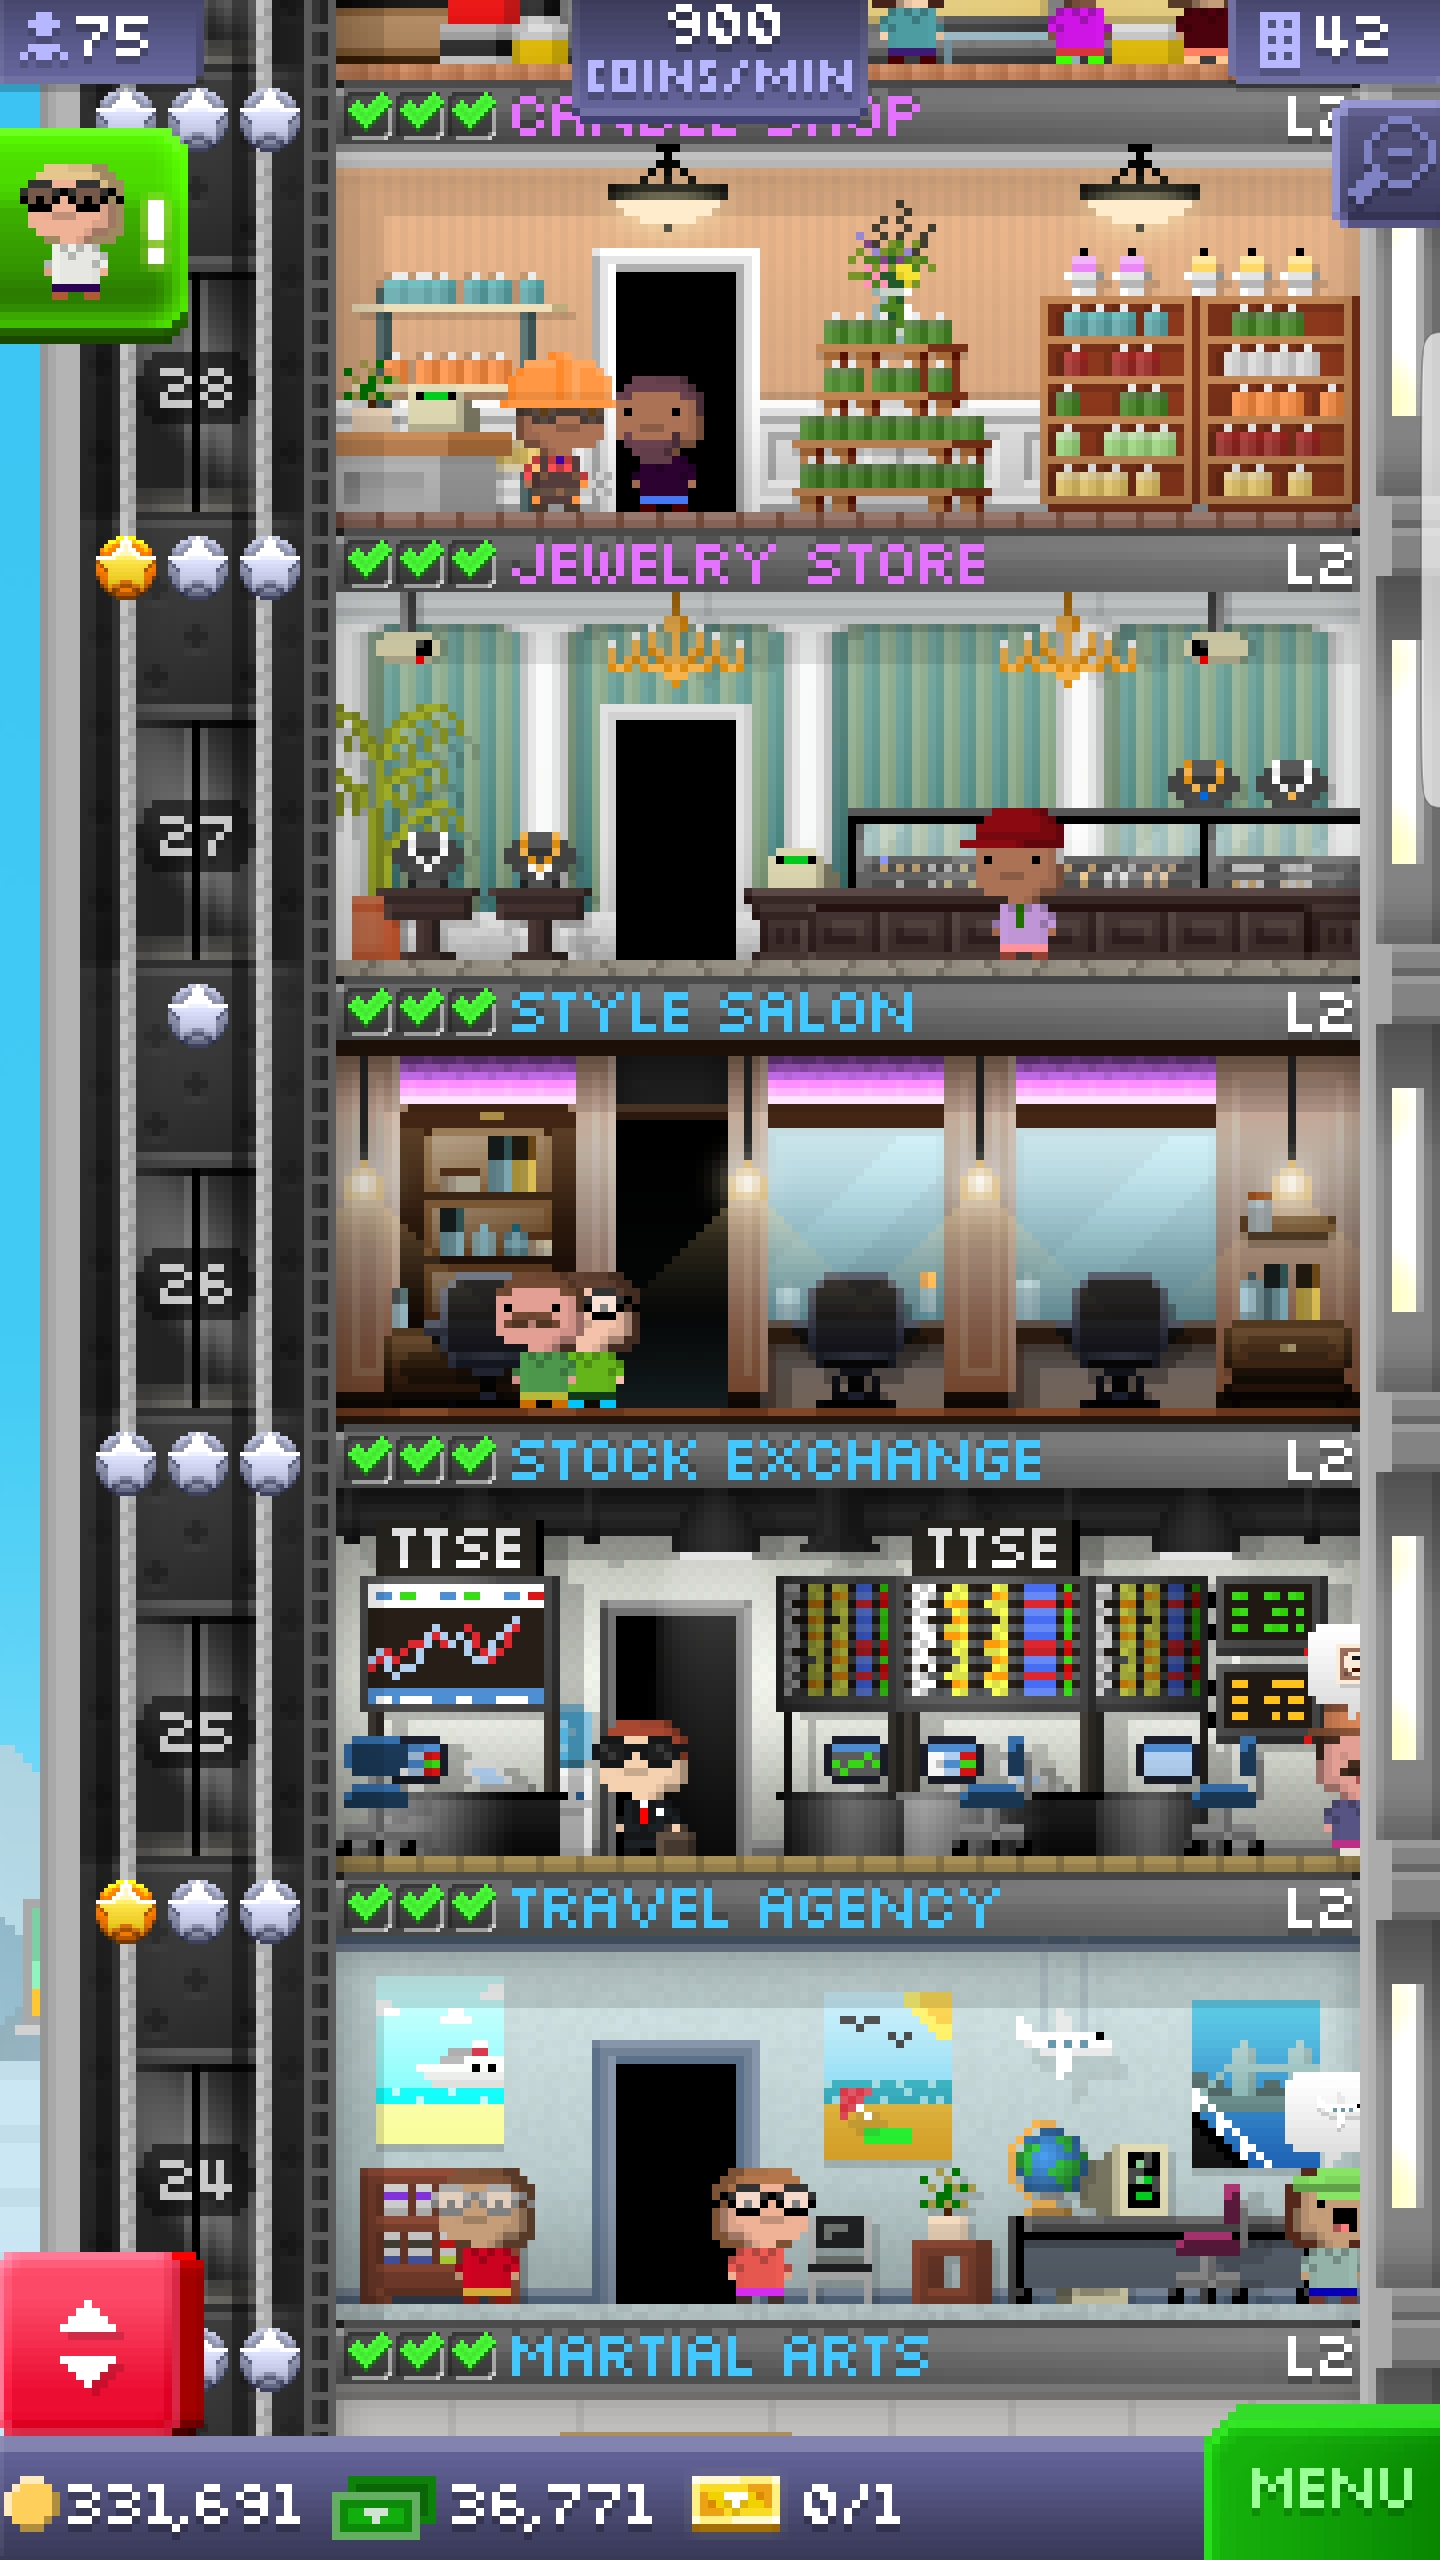 75
900
42
COINS/MIN
CANDLE SHOP L2
!
28
JEWELRY STORE L2
27
STYLE SALON L2
26
STOCK EXCHANGE L2
TTSE TTSE
25
TRAVEL AGENCY L2
24
MARTIAL ARTS L2
331,691 36,771 0/1
MENU